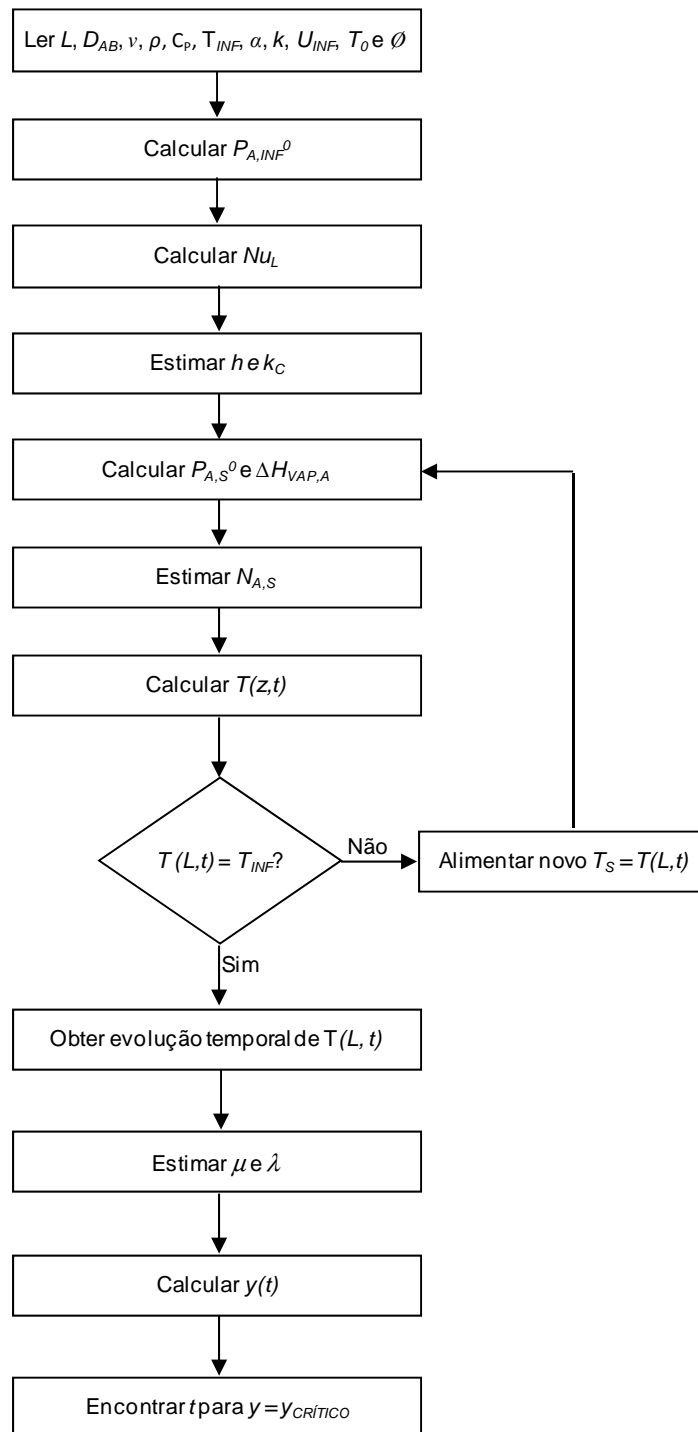 Ler L, D_AB, ν, ρ, C_P, T_INF, α, k, U_INF, T_0 e Ø
Calcular P_A,INF^0
Calcular Nu_L
Estimar h e k_C
Calcular P_A,S^0 e ΔH_VAP,A
Estimar N_A,S
Calcular T(z,t)
T(L,t) = T_INF?
Não
Alimentar novo T_S = T(L,t)
Sim
Obter evolução temporal de T(L, t)
Estimar μ e λ
Calcular y(t)
Encontrar t para y = y_CRÍTICO